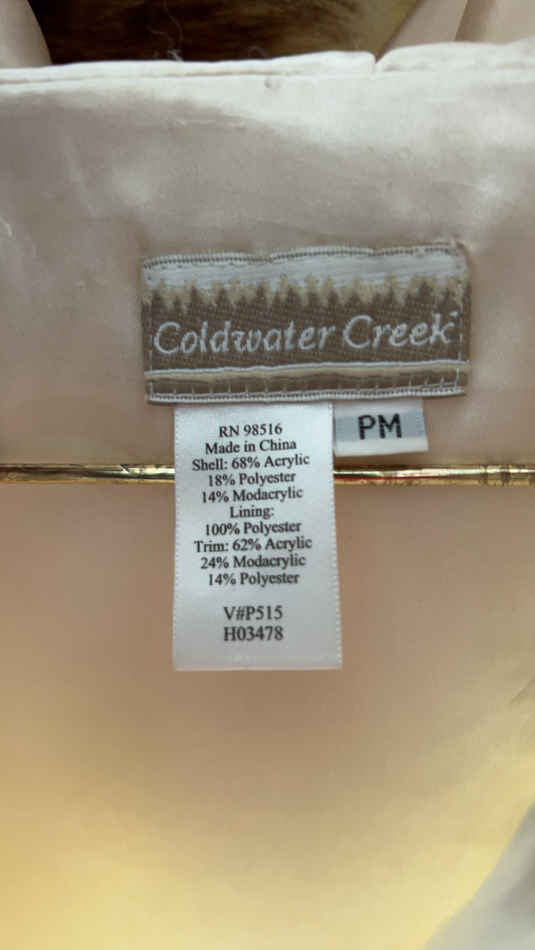 Coldwater Creek
PM
RN 98516
Made in China
Shell: 68% Acrylic
18% Polyester
14% Modacrylic
Lining:
100% Polyester
Trim: 62% Acrylic
24% Modacrylic
14% Polyester
V#P515
H03478